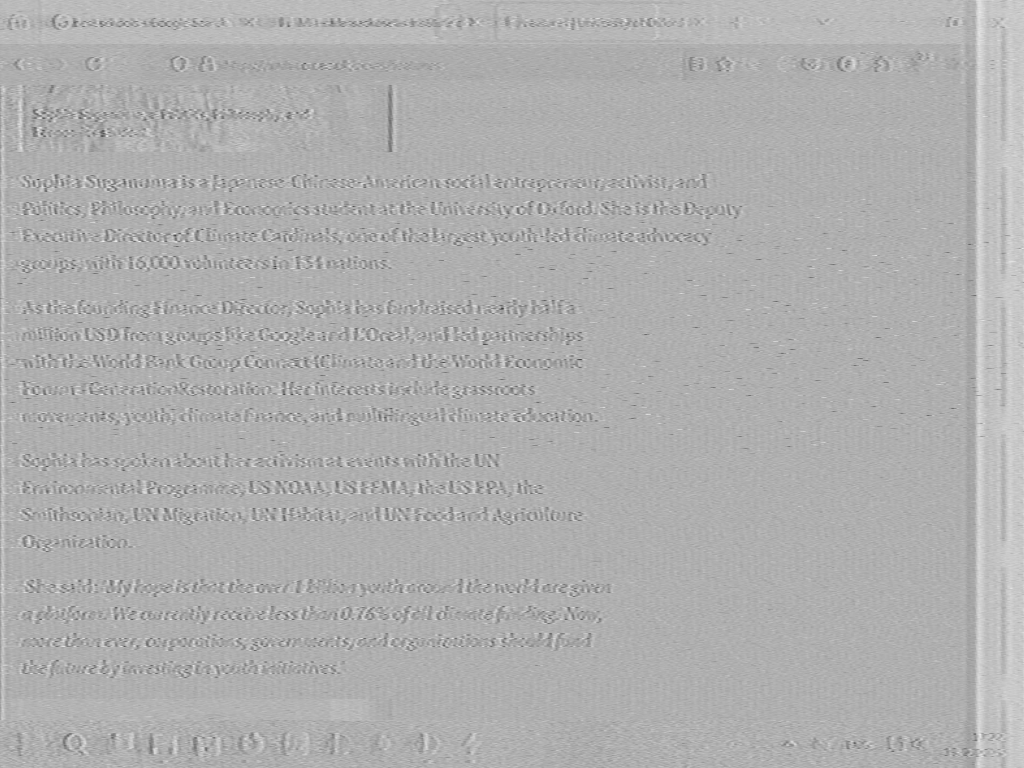 Sophia Suganuma is a Japanese-Chinese-American social entrepreneur, activist, and
Politics, Philosophy, and Economics student at the University of Oxford. She is the Deputy
Executive Director of Climate Cardinals, one of the largest youth-led climate advocacy
groups, with 16,000 volunteers in 134 nations.
As the founding Finance Director, Sophia has fundraised nearly half a
million USD from groups like Google and L'Oreal, and led partnerships
with the World Bank Group Connect4Climate and the World Economic
Forum #GenerationRestoration. Her interests include grassroots
movements, youth, climate finance, and multilingual climate education.
Sophia has spoken about her activism at events with the UN
Environmental Programme, US NOAA, US FEMA, the US EPA, the
Smithsonian, UN Migration, UN Habitat, and UN Food and Agriculture
Organization.
She said: 'My hope is that the over 1 billion youth around the world are given
a platform. We currently receive less than 0.76% of all climate funding. Now,
more than ever, corporations, governments, and organisations should fund
the future by investing in youth initiatives.'